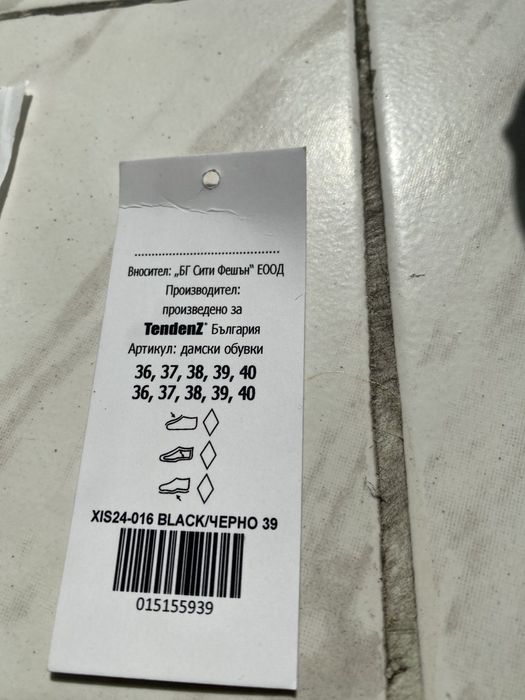 Вносител: „БГ Сити Фешън" ЕООД
Производител:
произведено за
TendenZ® България
Артикул: дамски обувки
36, 37, 38, 39, 40
36, 37, 38, 39, 40
XIS24-016 BLACK/ЧЕРНО 39
015155939